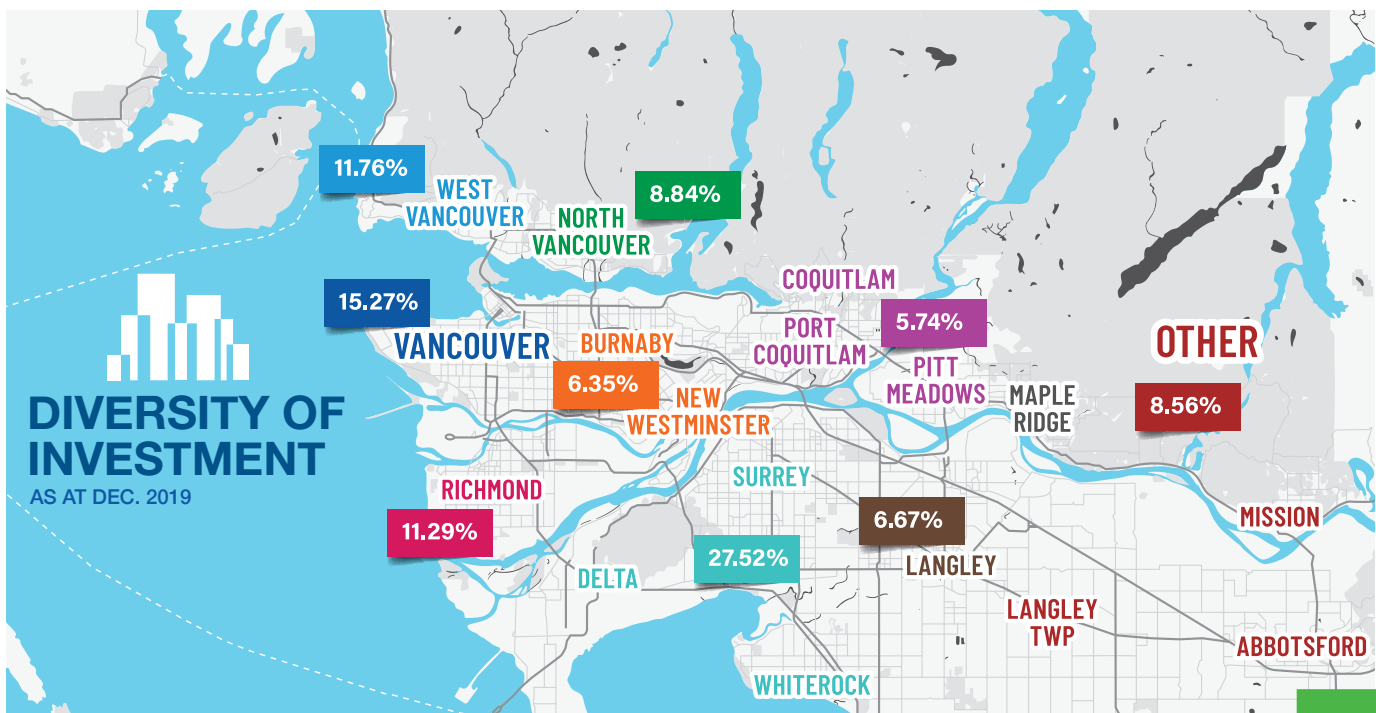 11.76%
WEST
VANCOUVER
8.84%
NORTH
VANCOUVER
15.27%
VANCOUVER
COQUITLAM
PORT
COQUITLAM
5.74%
PITT
MEADOWS
BURNABY
6.35%
NEW
WESTMINSTER
MAPLE
RIDGE
OTHER
8.56%
DIVERSITY OF
INVESTMENT
AS AT DEC. 2019
RICHMOND
11.29%
SURREY
27.52%
DELTA
WHITEROCK
6.67%
LANGLEY
LANGLEY
TWP
MISSION
ABBOTSFORD